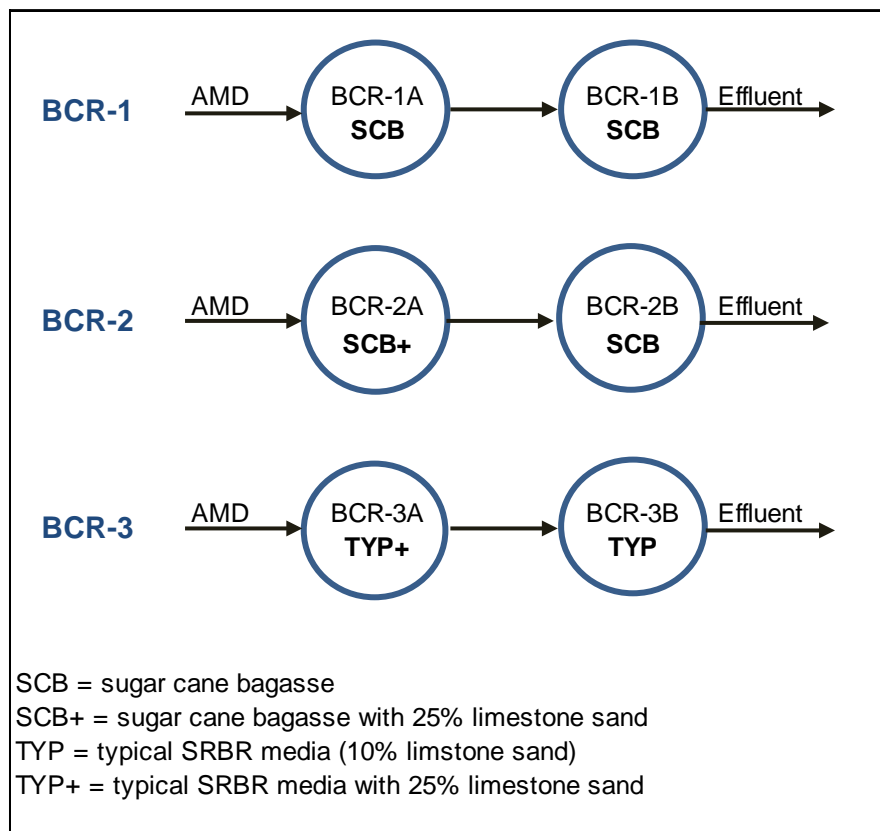 BCR-1
AMD
BCR-1A
SCB
BCR-1B
SCB
Effluent
BCR-2
AMD
BCR-2A
SCB+
BCR-2B
SCB
Effluent
BCR-3
AMD
BCR-3A
TYP+
BCR-3B
TYP
Effluent
SCB = sugar cane bagasse
SCB+ = sugar cane bagasse with 25% limestone sand
TYP = typical SRBR media (10% limstone sand)
TYP+ = typical SRBR media with 25% limestone sand